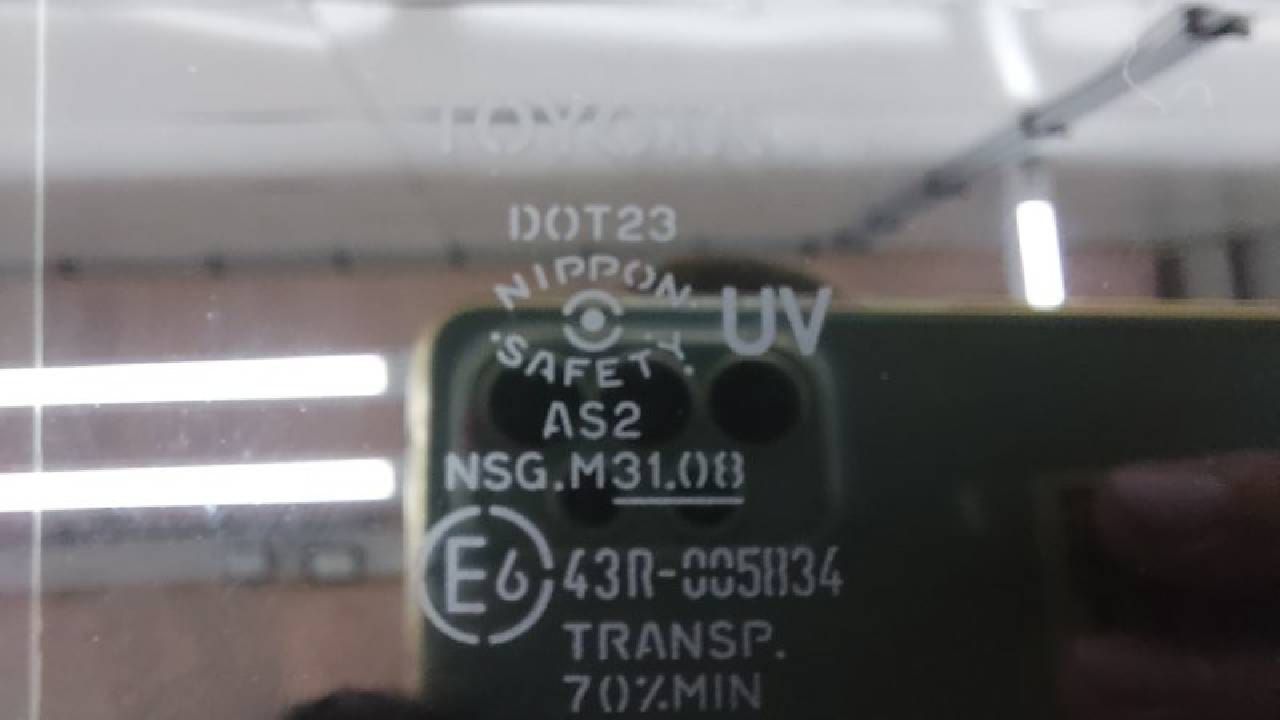 TOYOTA
DOT23
NIPPON
UV
·SAFETY·
AS2
NSG.M31.08
E6 43R-005834
TRANSP.
70%MIN